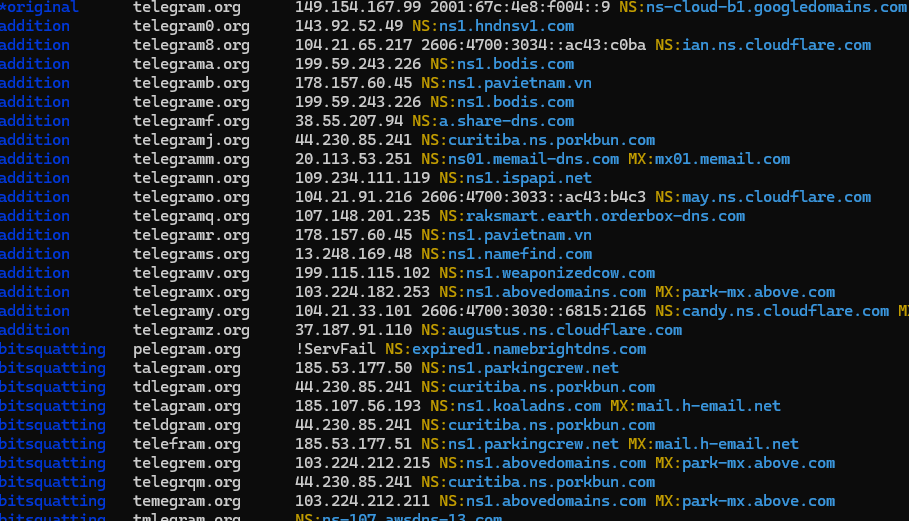 *original telegram.org 149.154.167.99 2001:67c:4e8:f004::9 NS:ns-cloud-b1.googledomains.com
addition telegram0.org 143.92.52.49 NS:ns1.hndnsv1.com
addition telegram8.org 104.21.65.217 2606:4700:3034::ac43:c0ba NS:ian.ns.cloudflare.com
addition telegrama.org 199.59.243.226 NS:ns1.bodis.com
addition telegramb.org 178.157.60.45 NS:ns1.pavietnam.vn
addition telegrame.org 199.59.243.226 NS:ns1.bodis.com
addition telegramf.org 38.55.207.94 NS:a.share-dns.com
addition telegramj.org 44.230.85.241 NS:curitiba.ns.porkbun.com
addition telegramm.org 20.113.53.251 NS:ns01.memail-dns.com MX:mx01.memail.com
addition telegramn.org 109.234.111.119 NS:ns1.ispapi.net
addition telegramo.org 104.21.91.216 2606:4700:3033::ac43:b4c3 NS:may.ns.cloudflare.com
addition telegramq.org 107.148.201.235 NS:raksmart.earth.orderbox-dns.com
addition telegramr.org 178.157.60.45 NS:ns1.pavietnam.vn
addition telegrams.org 13.248.169.48 NS:ns1.namefind.com
addition telegramv.org 199.115.115.102 NS:ns1.weaponizedcow.com
addition telegramx.org 103.224.182.253 NS:ns1.abovedomains.com MX:park-mx.above.com
addition telegramy.org 104.21.33.101 2606:4700:3030::6815:2165 NS:candy.ns.cloudflare.com
addition telegramz.org 37.187.91.110 NS:augustus.ns.cloudflare.com
bitsquatting pelegram.org !ServFail NS:expired1.namebrightdns.com
bitsquatting talegram.org 185.53.177.50 NS:ns1.parkingcrew.net
bitsquatting tdlegram.org 44.230.85.241 NS:curitiba.ns.porkbun.com
bitsquatting telagram.org 185.107.56.193 NS:ns1.koaladns.com MX:mail.h-email.net
bitsquatting teldgram.org 44.230.85.241 NS:curitiba.ns.porkbun.com
bitsquatting telefram.org 185.53.177.51 NS:ns1.parkingcrew.net MX:mail.h-email.net
bitsquatting telegrem.org 103.224.212.215 NS:ns1.abovedomains.com MX:park-mx.above.com
bitsquatting telegrqm.org 44.230.85.241 NS:curitiba.ns.porkbun.com
bitsquatting temegram.org 103.224.212.211 NS:ns1.abovedomains.com MX:park-mx.above.com
bitsquatting tmlegram.org NS:ns-107.awsdns-13.com